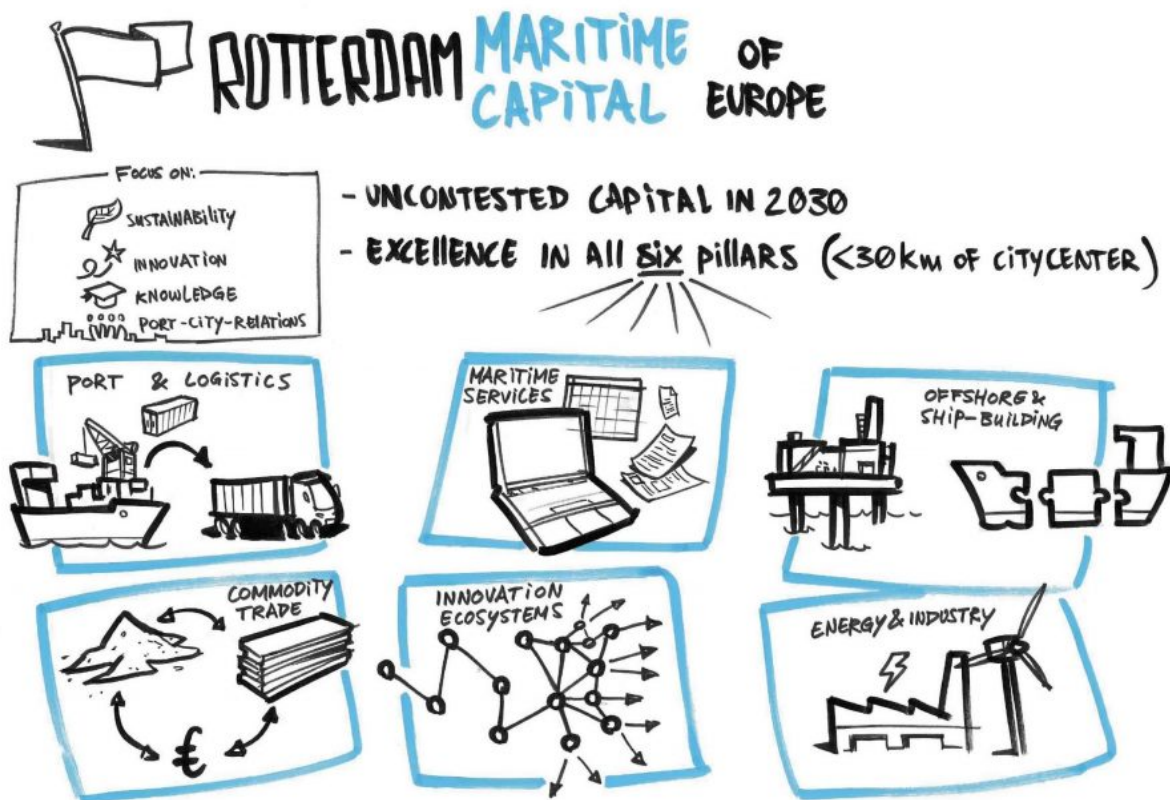 ROTTERDAM MARITIME CAPITAL OF EUROPE
FOCUS ON:
SUSTAINABILITY
INNOVATION
KNOWLEDGE
PORT-CITY-RELATIONS
- UNCONTESTED CAPITAL IN 2030
- EXCELLENCE IN ALL SIX PILLARS (<30km OF CITYCENTER)
PORT & LOGISTICS
MARITIME
SERVICES
OFFSHORE &
SHIP-BUILDING
COMMODITY
TRADE
€
INNOVATION
ECOSYSTEMS
ENERGY & INDUSTRY